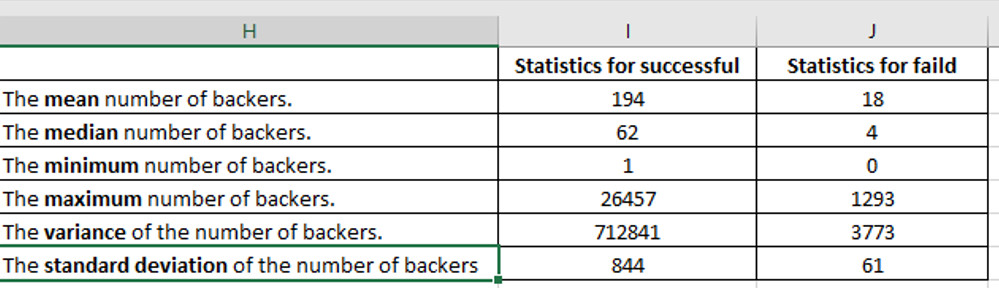 H I J
Statistics for successful Statistics for faild
The mean number of backers. 194 18
The median number of backers. 62 4
The minimum number of backers. 1 0
The maximum number of backers. 26457 1293
The variance of the number of backers. 712841 3773
The standard deviation of the number of backers 844 61